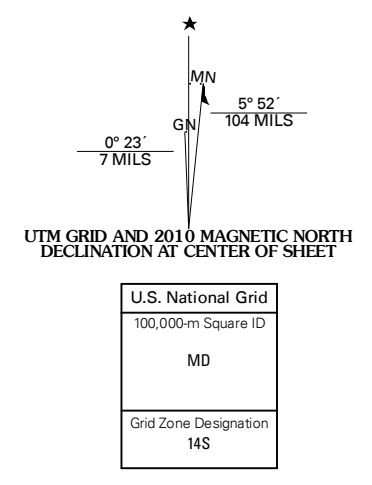 ★
MN
5° 52´
104 MILS
GN
0° 23´
7 MILS
UTM GRID AND 2010 MAGNETIC NORTH
DECLINATION AT CENTER OF SHEET
U.S. National Grid
100,000-m Square ID
MD
Grid Zone Designation
14S